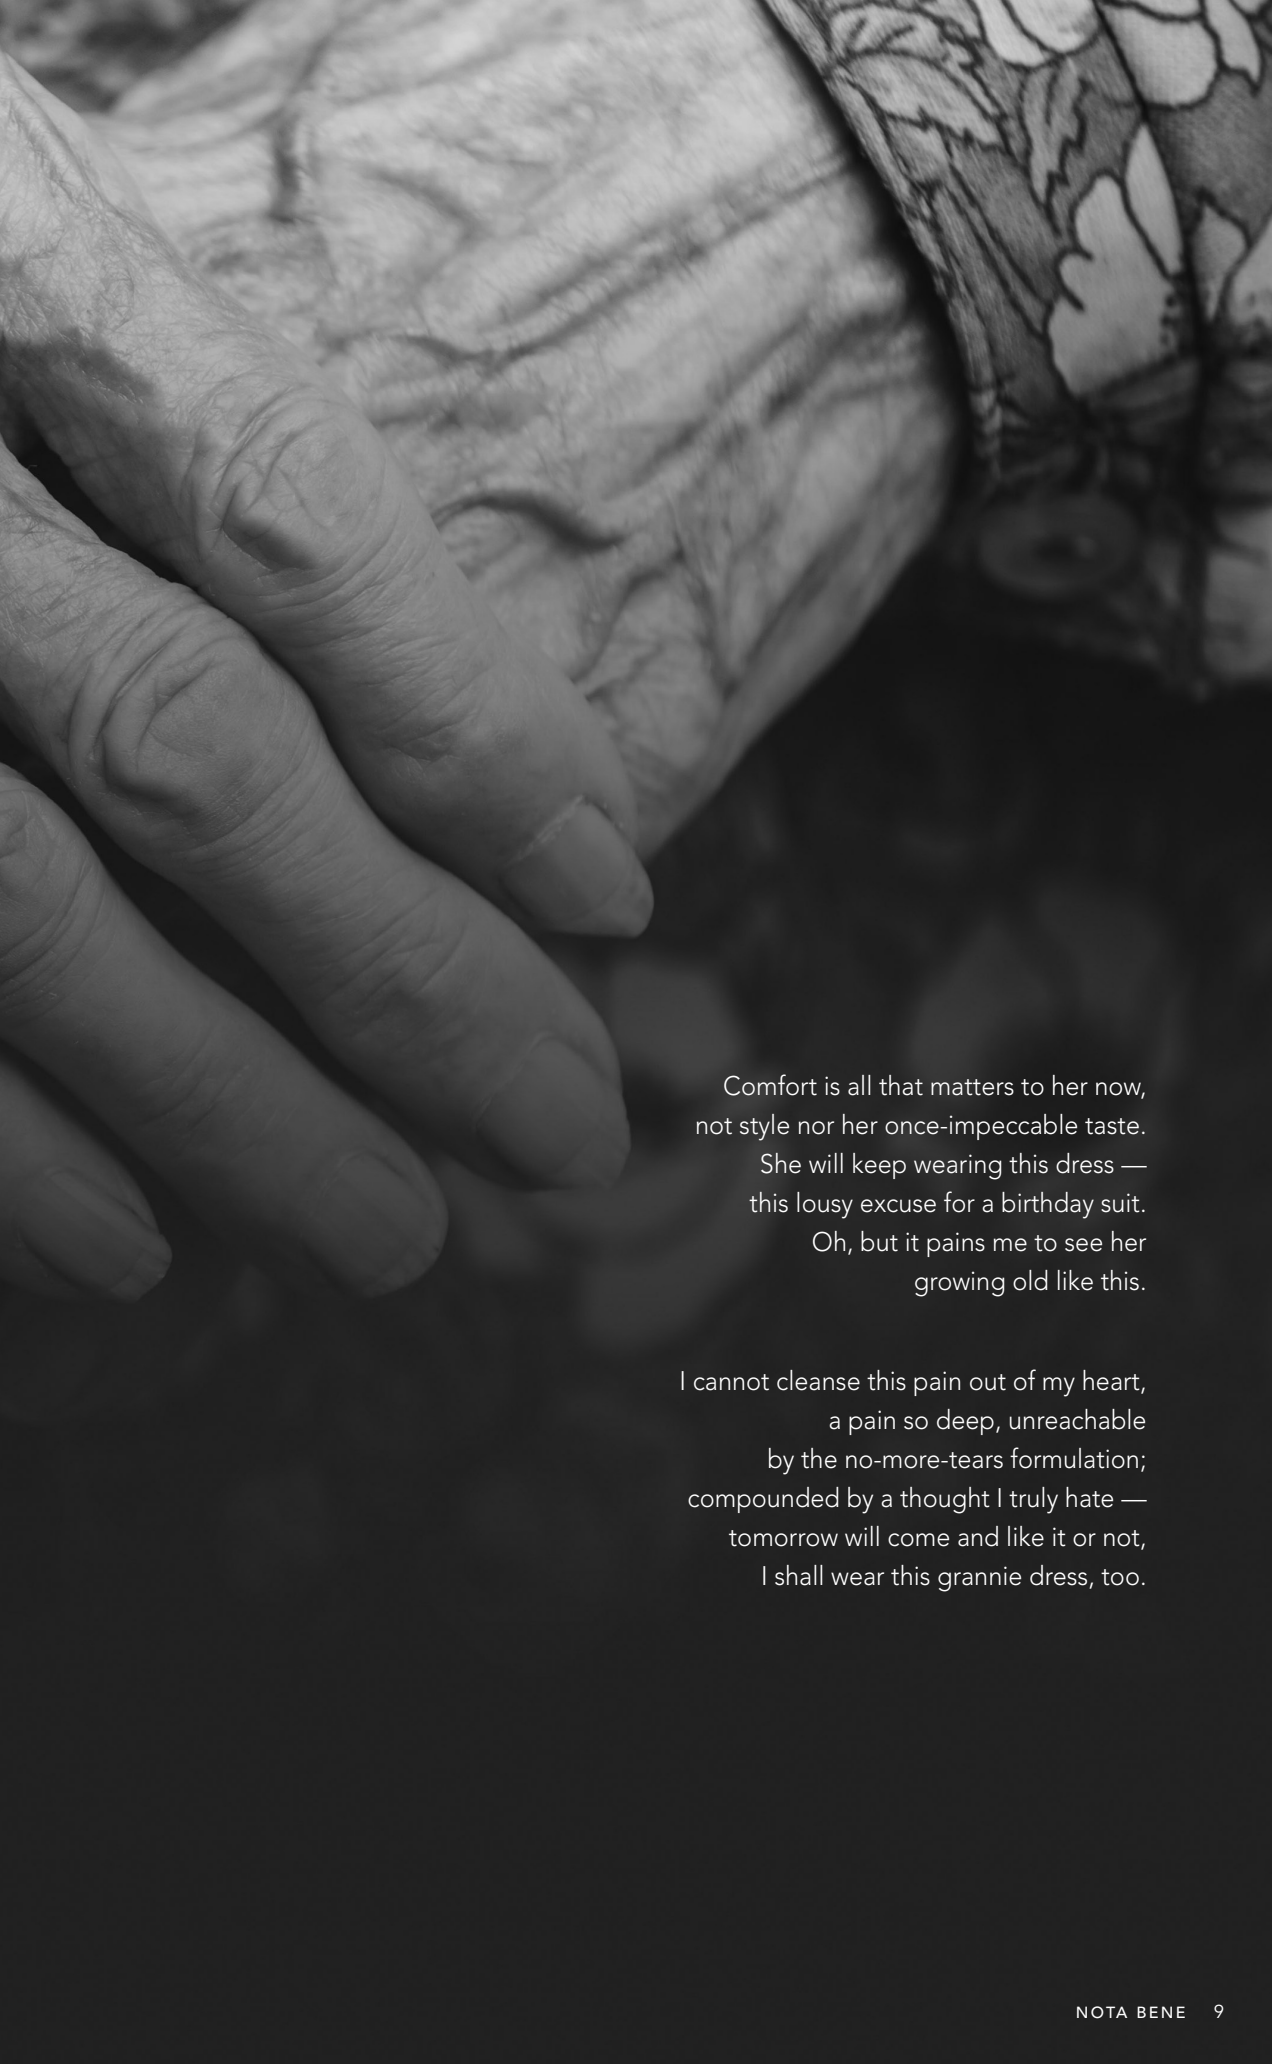 Comfort is all that matters to her now,
not style nor her once-impeccable taste.
She will keep wearing this dress —
this lousy excuse for a birthday suit.
Oh, but it pains me to see her
growing old like this.
I cannot cleanse this pain out of my heart,
a pain so deep, unreachable
by the no-more-tears formulation;
compounded by a thought I truly hate —
tomorrow will come and like it or not,
I shall wear this grannie dress, too.
NOTA BENE 9